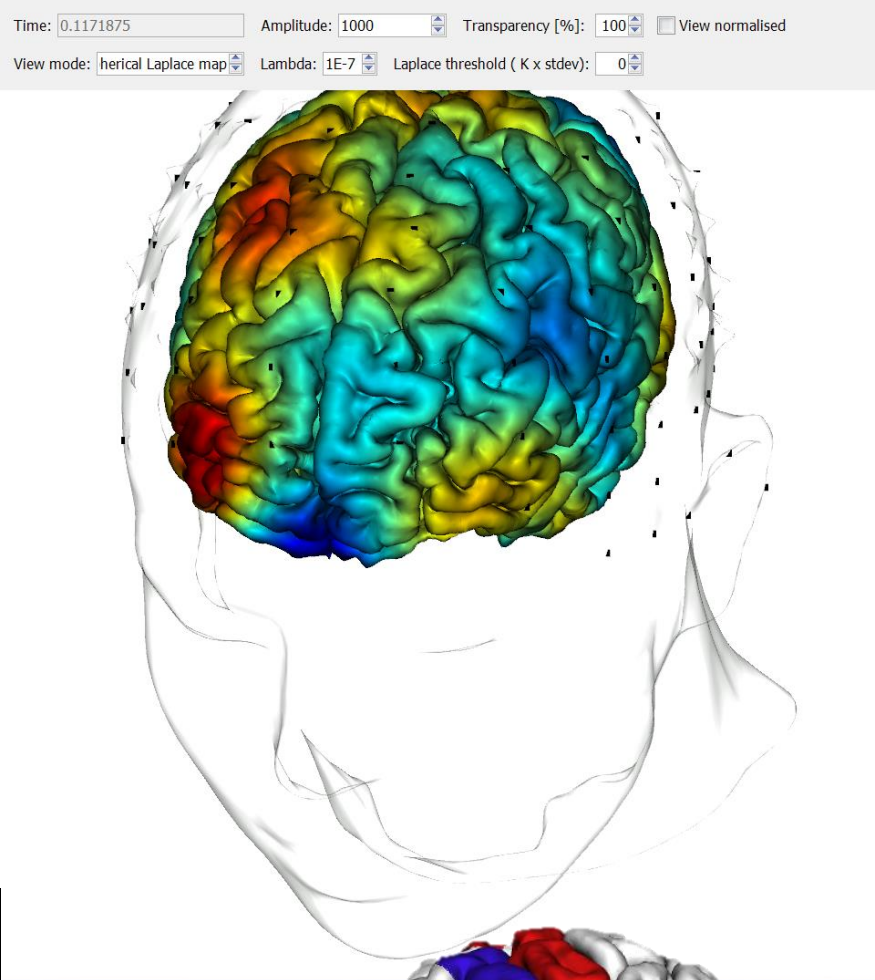 Time: 0.1171875 Amplitude: 1000 Transparency [%]: 100 View normalised
View mode: herical Laplace map Lambda: 1E-7 Laplace threshold ( K x stdev): 0